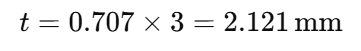 t = 0.707 × 3 = 2.121 mm